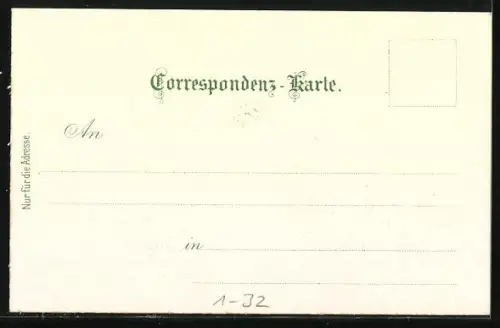 Correspondenz-Karte.
An
Nur für die Adresse.
in
1-32